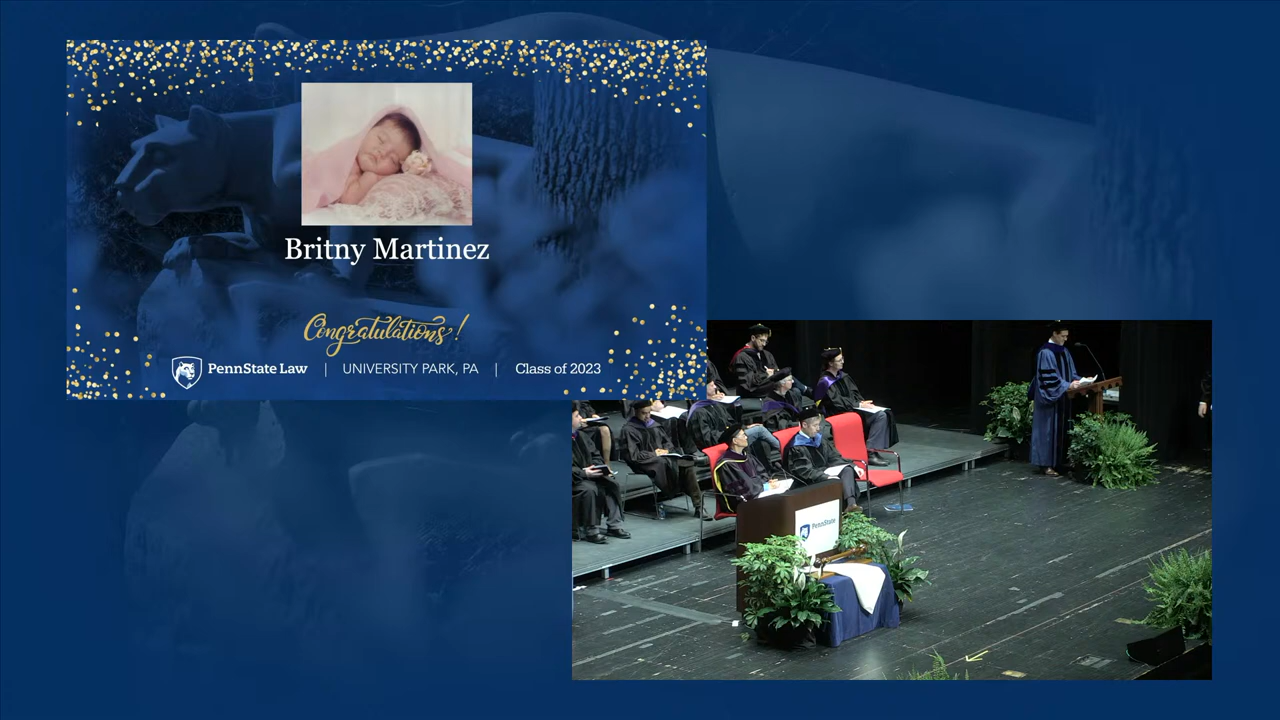 Britny Martinez
Congratulations!
PennState Law | UNIVERSITY PARK, PA | Class of 2023
PennState